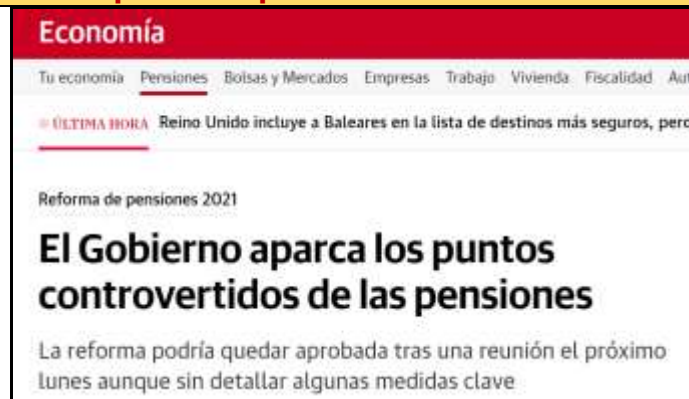 Economía
Tu economía Pensiones Bolsas y Mercados Empresas Trabajo Vivienda Fiscalidad
ÚLTIMA HORA Reino Unido incluye a Baleares en la lista de destinos más seguros,
Reforma de pensiones 2021
El Gobierno aparca los puntos
controvertidos de las pensiones
La reforma podría quedar aprobada tras una reunión el próximo
lunes aunque sin detallar algunas medidas clave